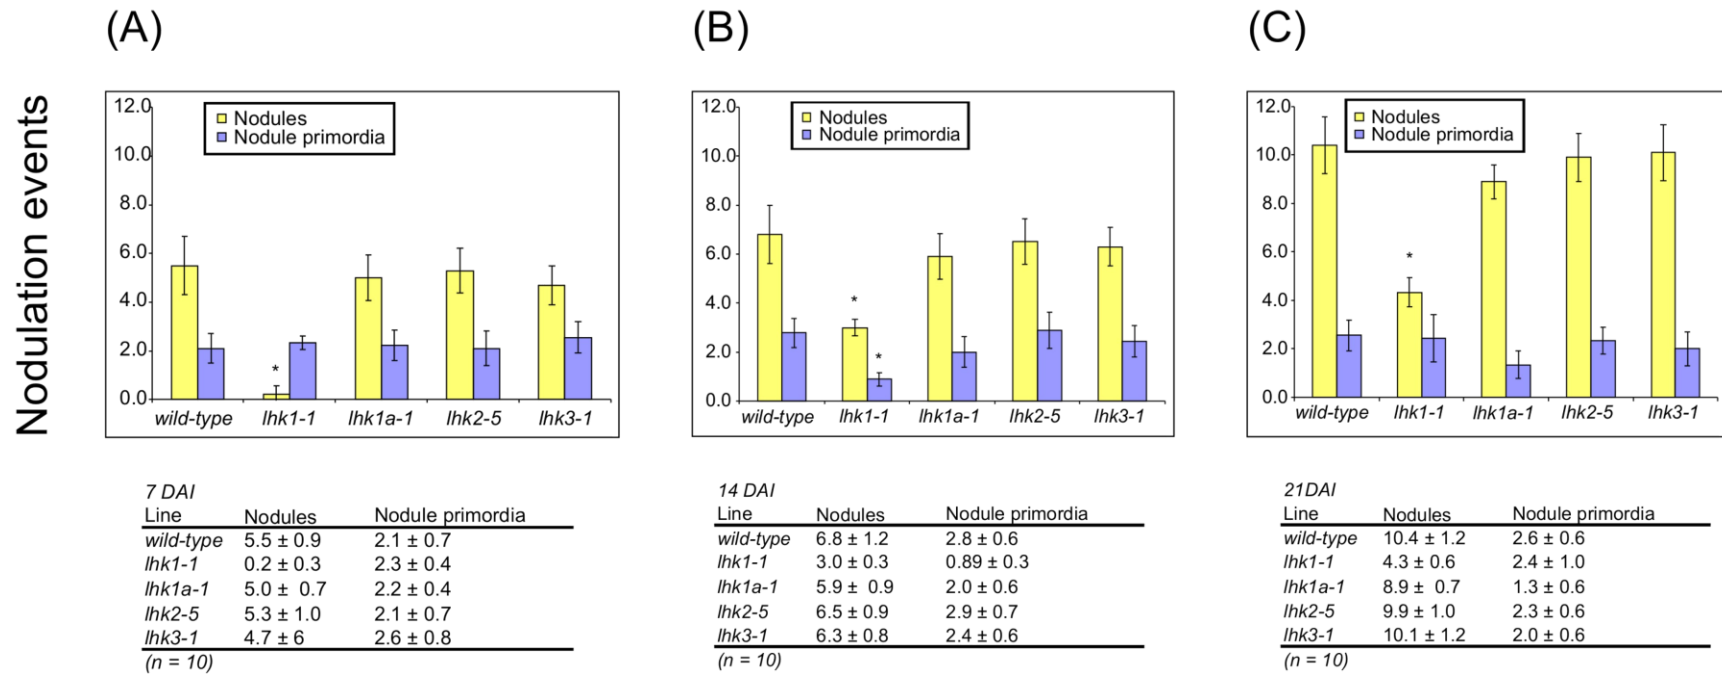 (A)
(B)
(C)
Nodulation events
12.0
10.0
8.0
6.0
4.0
2.0
0.0
Nodules
Nodule primordia
*
wild-type lhk1-1 lhk1a-1 lhk2-5 lhk3-1
12.0
10.0
8.0
6.0
4.0
2.0
0.0
Nodules
Nodule primordia
*
*
wild-type lhk1-1 lhk1a-1 lhk2-5 lhk3-1
12.0
10.0
8.0
6.0
4.0
2.0
0.0
Nodules
Nodule primordia
*
wild-type lhk1-1 lhk1a-1 lhk2-5 lhk3-1
7 DAI
Line Nodules Nodule primordia
wild-type 5.5 ± 0.9 2.1 ± 0.7
lhk1-1 0.2 ± 0.3 2.3 ± 0.4
lhk1a-1 5.0 ± 0.7 2.2 ± 0.4
lhk2-5 5.3 ± 1.0 2.1 ± 0.7
lhk3-1 4.7 ± 6 2.6 ± 0.8
(n = 10)
14 DAI
Line Nodules Nodule primordia
wild-type 6.8 ± 1.2 2.8 ± 0.6
lhk1-1 3.0 ± 0.3 0.89 ± 0.3
lhk1a-1 5.9 ± 0.9 2.0 ± 0.6
lhk2-5 6.5 ± 0.9 2.9 ± 0.7
lhk3-1 6.3 ± 0.8 2.4 ± 0.6
(n = 10)
21DAI
Line Nodules Nodule primordia
wild-type 10.4 ± 1.2 2.6 ± 0.6
lhk1-1 4.3 ± 0.6 2.4 ± 1.0
lhk1a-1 8.9 ± 0.7 1.3 ± 0.6
lhk2-5 9.9 ± 1.0 2.3 ± 0.6
lhk3-1 10.1 ± 1.2 2.0 ± 0.6
(n = 10)